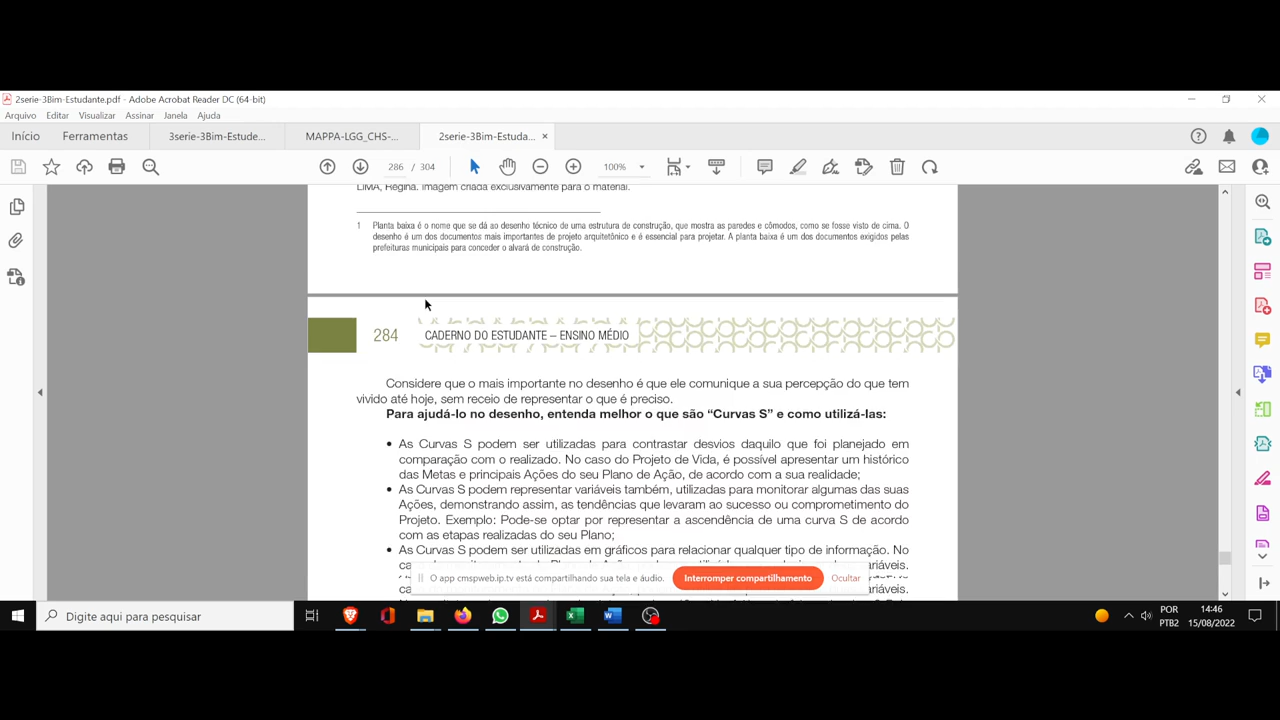 2serie-3Bim-Estudante.pdf - Adobe Acrobat Reader DC (64-bit)
Arquivo Editar Visualizar Assinar Janela Ajuda
Início Ferramentas 3serie-3Bim-Estude... MAPPA-LGG_CHS-... 2serie-3Bim-Estuda... ×
286 / 304 100%
LIMA, Regina. Imagem criada exclusivamente para o material.
1 Planta baixa é o nome que se dá ao desenho técnico de uma estrutura de construção, que mostra as paredes e cômodos, como se fosse visto de cima. O
desenho é um dos documentos mais importantes de projeto arquitetônico e é essencial para projetar. A planta baixa é um dos documentos exigidos pelas
prefeituras municipais para conceder o alvará de construção.
284 CADERNO DO ESTUDANTE – ENSINO MÉDIO
Considere que o mais importante no desenho é que ele comunique a sua percepção do que tem
vivido até hoje, sem receio de representar o que é preciso.
Para ajudá-lo no desenho, entenda melhor o que são “Curvas S” e como utilizá-las:
• As Curvas S podem ser utilizadas para contrastar desvios daquilo que foi planejado em
comparação com o realizado. No caso do Projeto de Vida, é possível apresentar um histórico
das Metas e principais Ações do seu Plano de Ação, de acordo com a sua realidade;
• As Curvas S podem representar variáveis também, utilizadas para monitorar algumas das suas
Ações, demonstrando assim, as tendências que levaram ao sucesso ou comprometimento do
Projeto. Exemplo: Pode-se optar por representar a ascendência de uma curva S de acordo
com as etapas realizadas do seu Plano;
• As Curvas S podem ser utilizadas em gráficos para relacionar qualquer tipo de informação. No
variáveis.
O app cmspweb.ip.tv está compartilhando sua tela e áudio. Interromper compartilhamento Ocultar
variáveis.
Digite aqui para pesquisar
POR 14:46
PTB2 15/08/2022